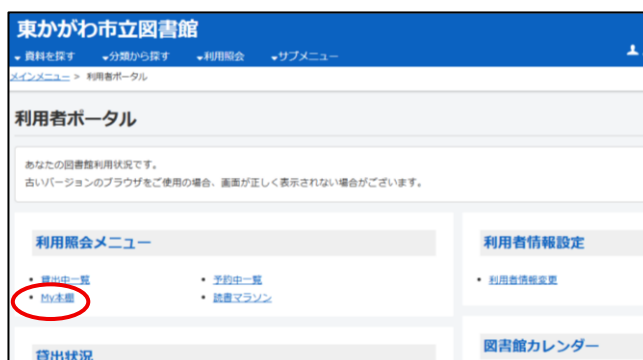 東かがわ市立図書館
資料を探す 分類から探す 利用照会 サブメニュー
メインメニュー > 利用者ポータル
利用者ポータル
あなたの図書館利用状況です。
古いバージョンのブラウザをご使用の場合、画面が正しく表示されない場合がございます。
利用照会メニュー
貸出中一覧
予約中一覧
My本棚
読書マラソン
貸出状況
利用者情報設定
利用者情報変更
図書館カレンダー